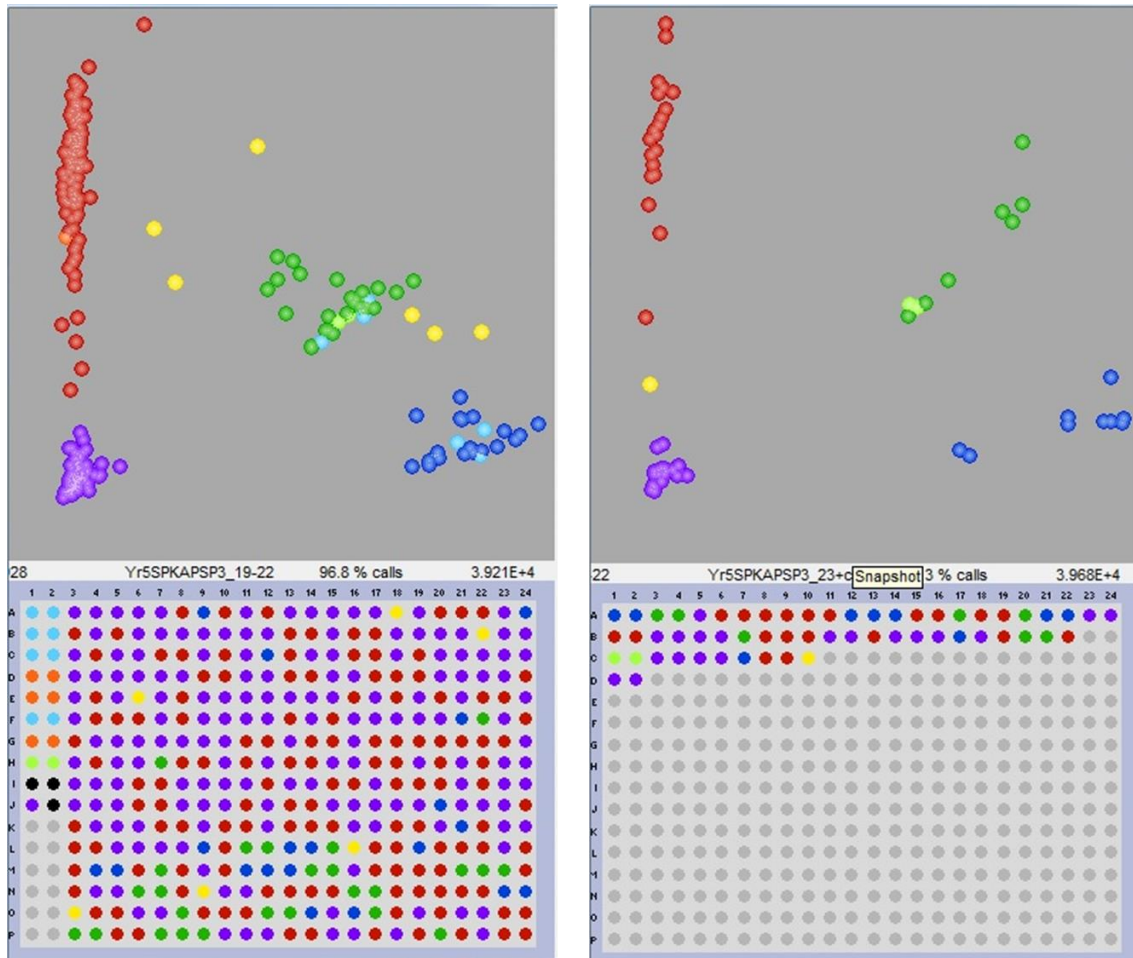 028 Yr5SPKAPSP3_19-22 96.8 % calls 3.921E+4
1 2 3 4 5 6 7 8 9 10 11 12 13 14 15 16 17 18 19 20 21 22 23 24
A
B
C
D
E
F
G
H
I
J
K
L
M
N
O
P
-22 Yr5SPKAPSP3_23+c Snapshot 3 % calls 3.968E+4
1 2 3 4 5 6 7 8 9 10 11 12 13 14 15 16 17 18 19 20 21 22 23 24
A
B
C
D
E
F
G
H
I
J
K
L
M
N
O
P